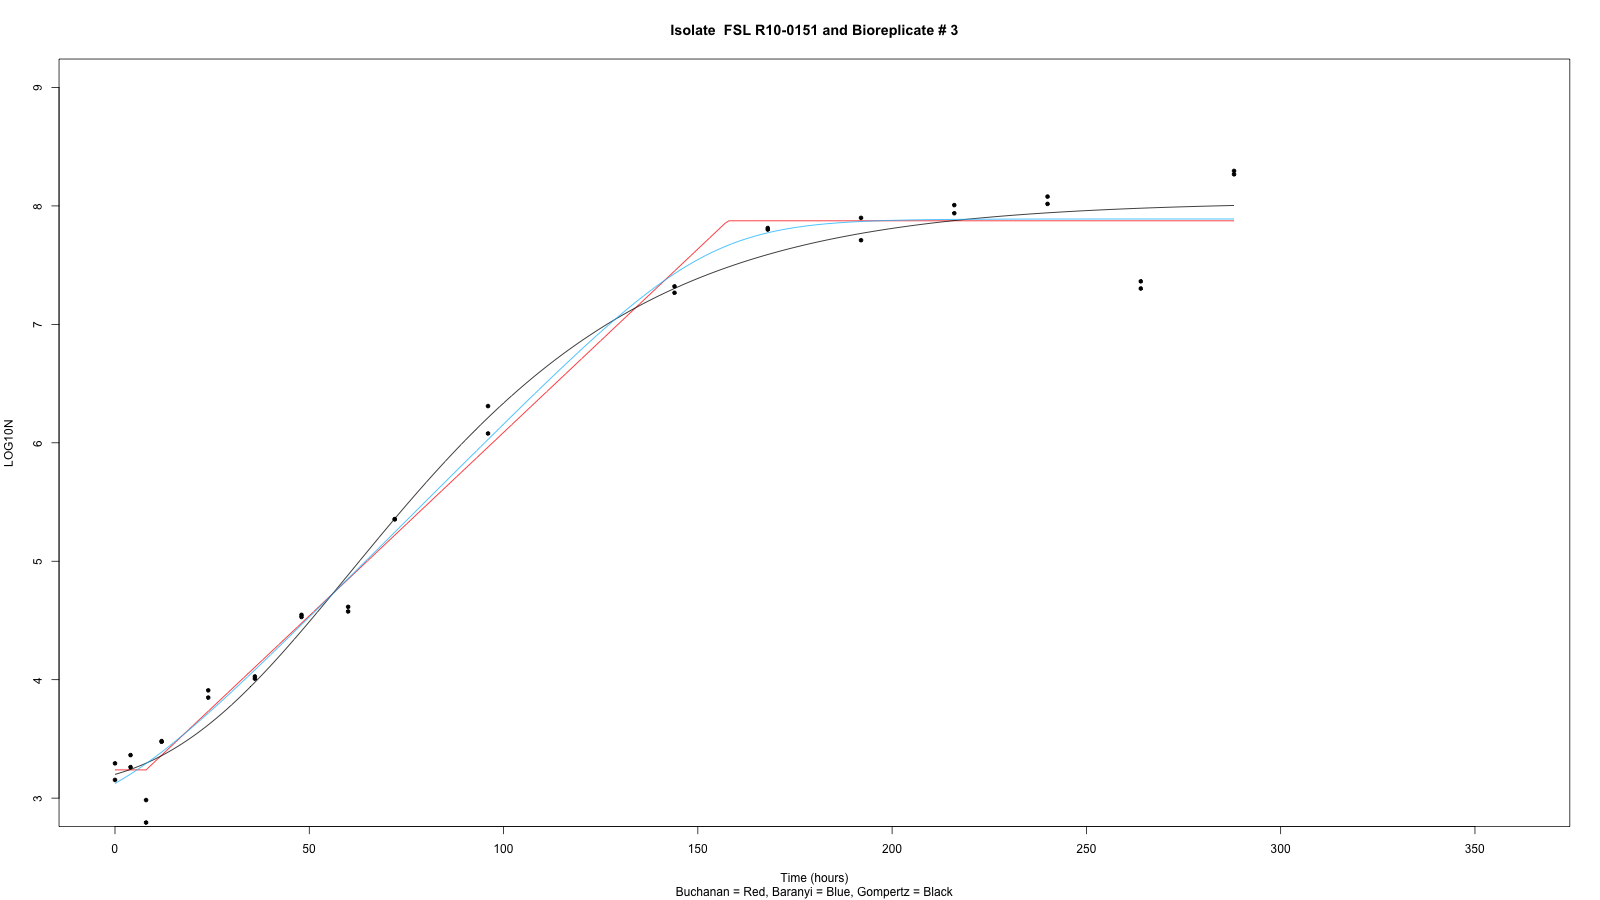 Isolate  FSL R10-0151 and Bioreplicate # 3
9
8
7
6
5
4
3
LOG10N
0 50 100 150 200 250 300 350
Time (hours)
Buchanan = Red, Baranyi = Blue, Gompertz = Black